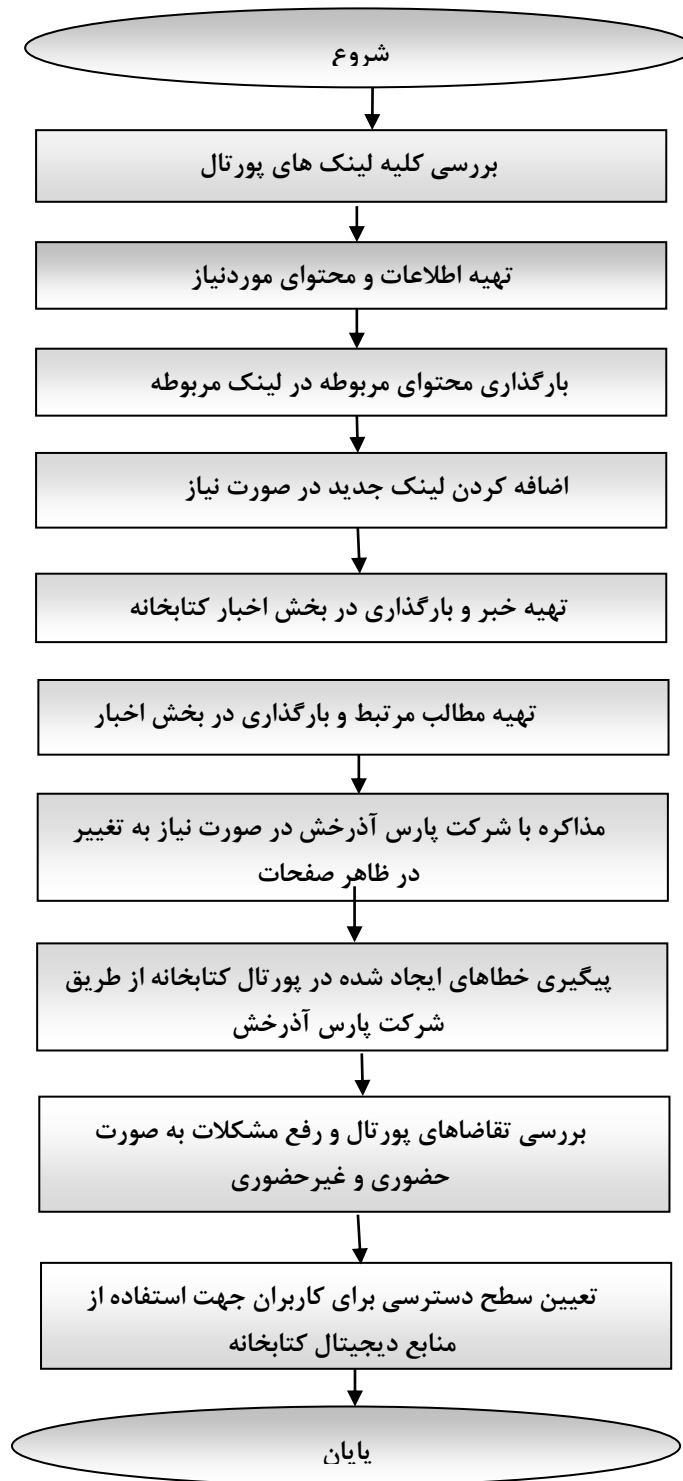 شروع
بررسی کلیه لینک های پورتال
تهیه اطلاعات و محتوای موردنیاز
بارگذاری محتوای مربوطه در لینک مربوطه
اضافه کردن لینک جدید در صورت نیاز
تهیه خبر و بارگذاری در بخش اخبار کتابخانه
تهیه مطالب مرتبط و بارگذاری در بخش اخبار
مذاکره با شرکت پارس آذرخش در صورت نیاز به تغییر
در ظاهر صفحات
پیگیری خطاهای ایجاد شده در پورتال کتابخانه از طریق
شرکت پارس آذرخش
بررسی تقاضاهای پورتال و رفع مشکلات به صورت
حضوری و غیرحضوری
تعیین سطح دسترسی برای کاربران جهت استفاده از
منابع دیجیتال کتابخانه
پایان